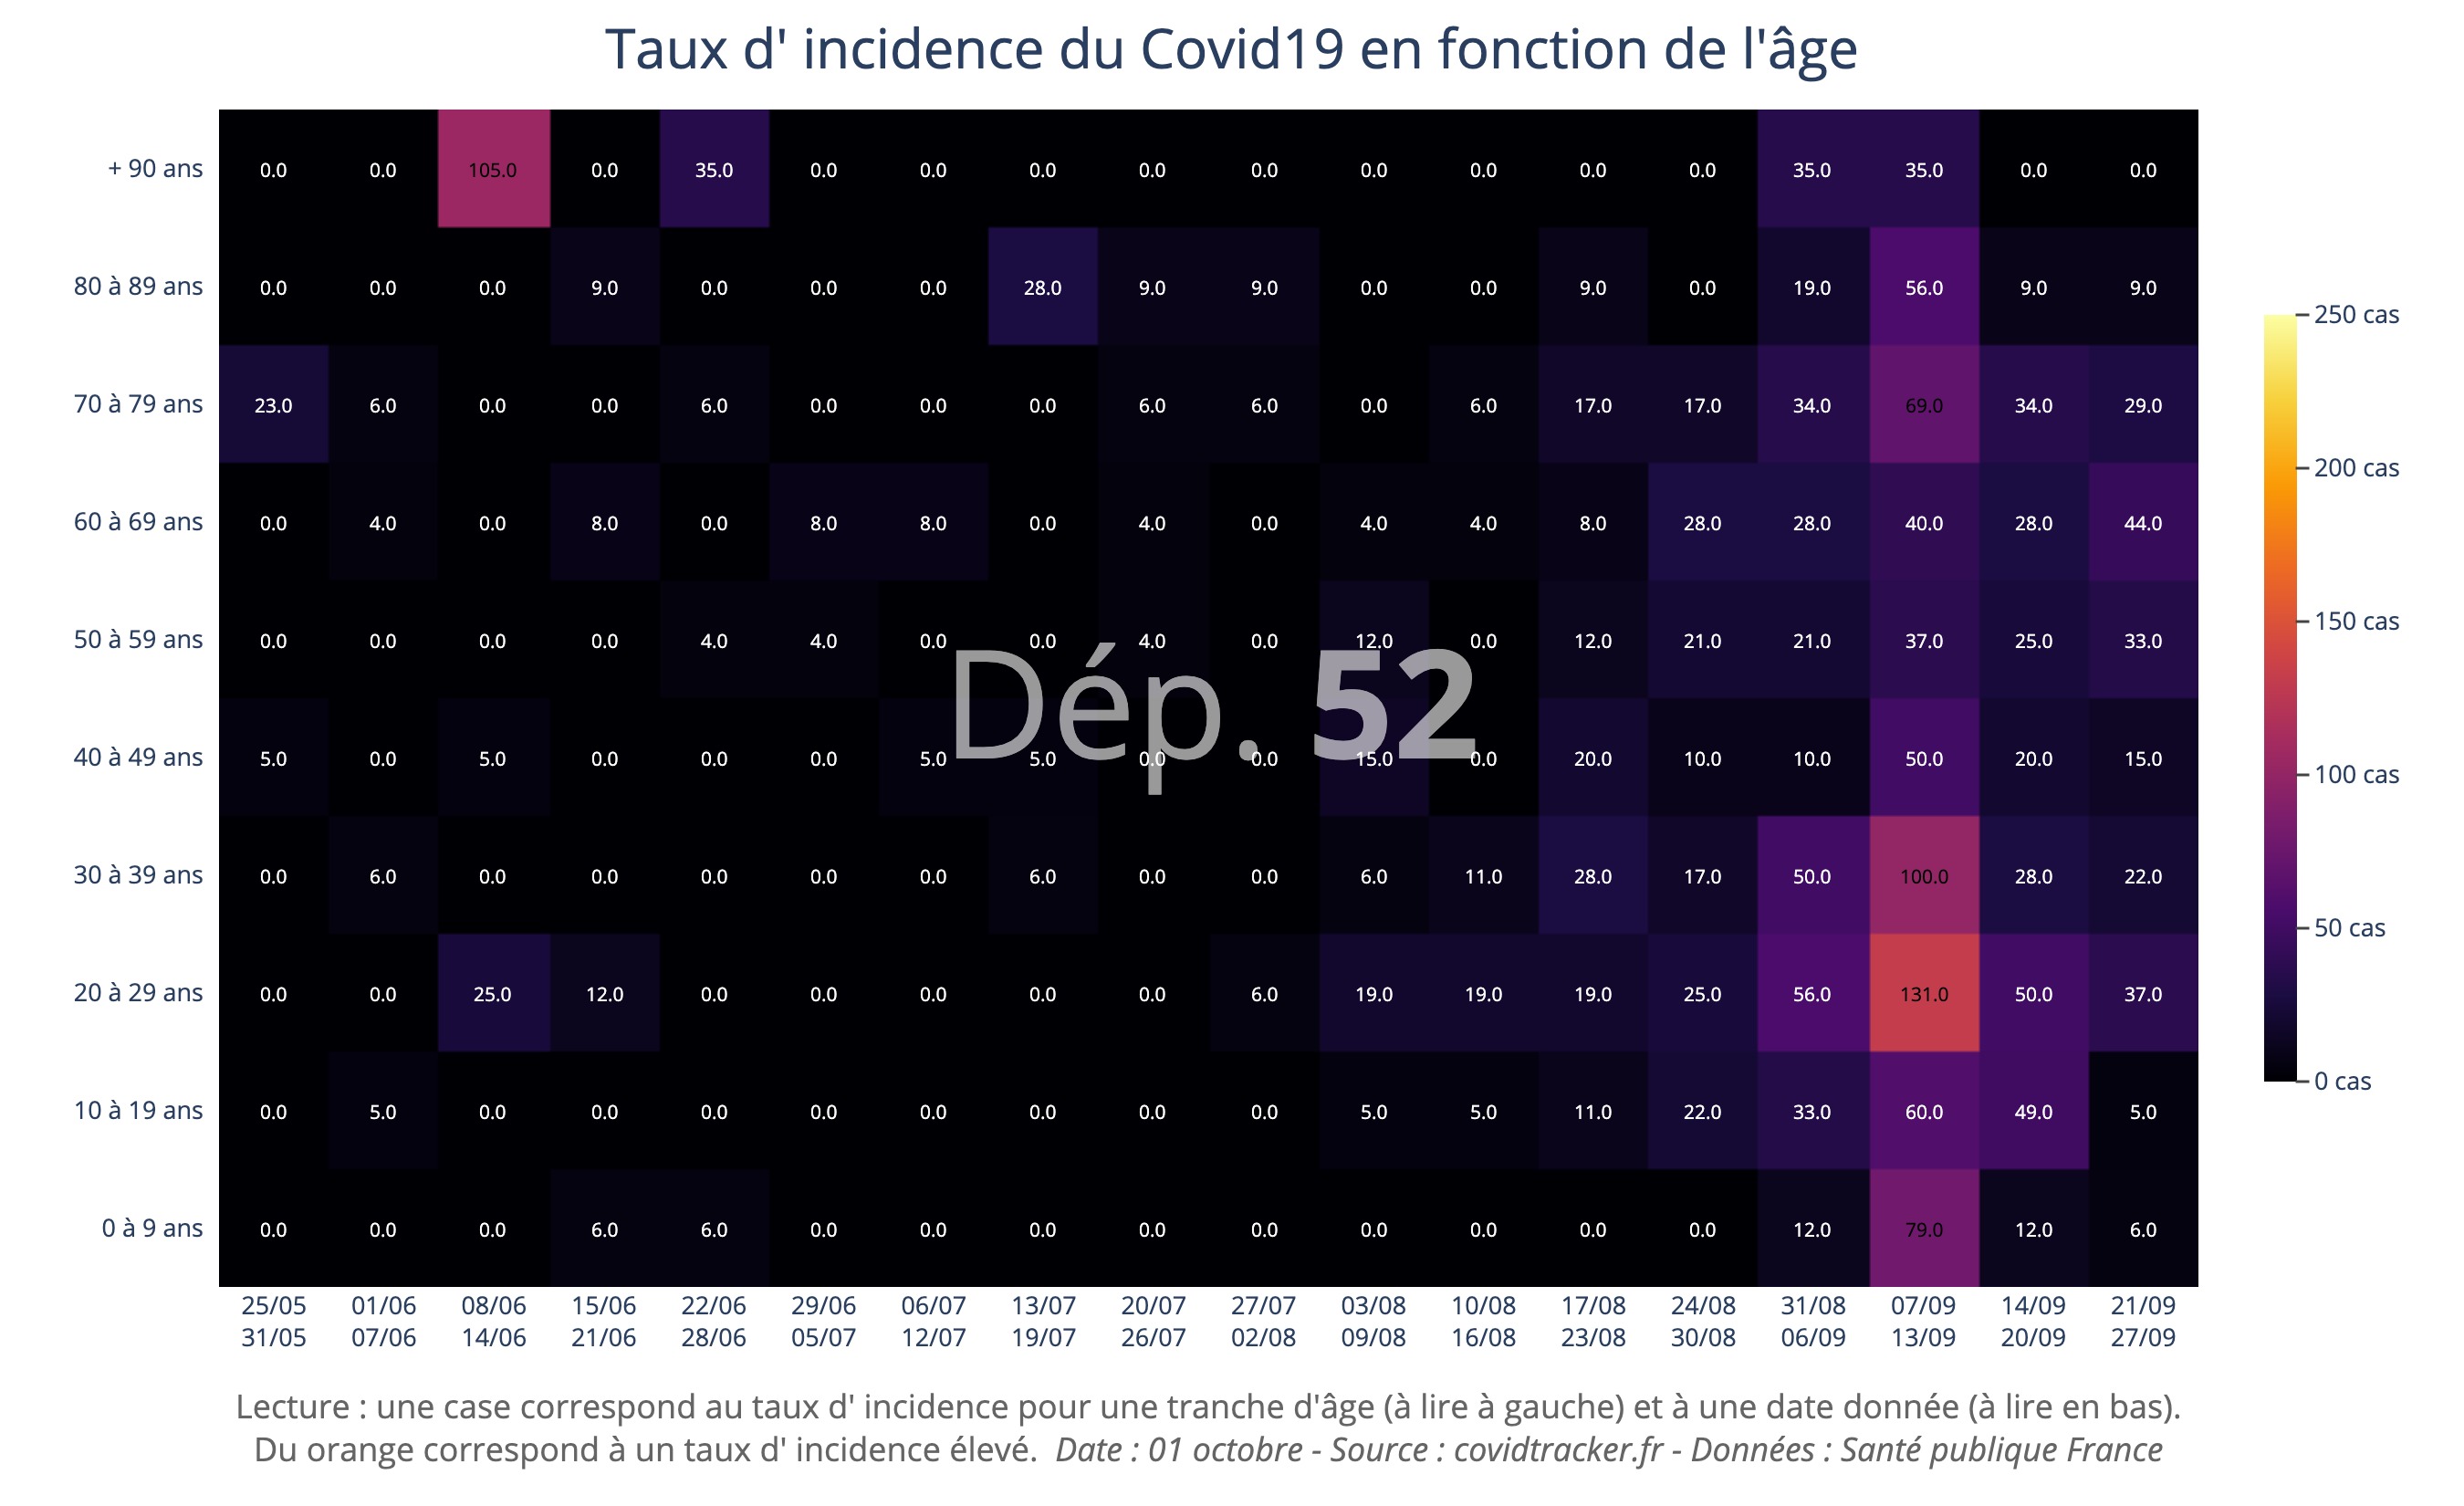 Taux d' incidence du Covid19 en fonction de l'âge
+ 90 ans 0.0 0.0 105.0 0.0 35.0 0.0 0.0 0.0 0.0 0.0 0.0 0.0 0.0 0.0 35.0 35.0 0.0 0.0
80 à 89 ans 0.0 0.0 0.0 9.0 0.0 0.0 0.0 28.0 9.0 9.0 0.0 0.0 9.0 0.0 19.0 56.0 9.0 9.0
250 cas
70 à 79 ans 23.0 6.0 0.0 0.0 6.0 0.0 0.0 0.0 6.0 6.0 0.0 6.0 17.0 17.0 34.0 69.0 34.0 29.0
200 cas
60 à 69 ans 0.0 4.0 0.0 8.0 0.0 8.0 8.0 0.0 4.0 0.0 4.0 4.0 8.0 28.0 28.0 40.0 28.0 44.0
150 cas
50 à 59 ans 0.0 0.0 0.0 0.0 4.0 4.0 0.0 0.0 4.0 0.0 12.0 0.0 12.0 21.0 21.0 37.0 25.0 33.0
Dép. 52
40 à 49 ans 5.0 0.0 5.0 0.0 0.0 0.0 5.0 5.0 0.0 0.0 15.0 0.0 20.0 10.0 10.0 50.0 20.0 15.0
100 cas
30 à 39 ans 0.0 6.0 0.0 0.0 0.0 0.0 0.0 6.0 0.0 0.0 6.0 11.0 28.0 17.0 50.0 100.0 28.0 22.0
50 cas
20 à 29 ans 0.0 0.0 25.0 12.0 0.0 0.0 0.0 0.0 0.0 6.0 19.0 19.0 19.0 25.0 56.0 131.0 50.0 37.0
0 cas
10 à 19 ans 0.0 5.0 0.0 0.0 0.0 0.0 0.0 0.0 0.0 0.0 5.0 5.0 11.0 22.0 33.0 60.0 49.0 5.0
0 à 9 ans 0.0 0.0 0.0 6.0 6.0 0.0 0.0 0.0 0.0 0.0 0.0 0.0 0.0 0.0 12.0 79.0 12.0 6.0
25/05 01/06 08/06 15/06 22/06 29/06 06/07 13/07 20/07 27/07 03/08 10/08 17/08 24/08 31/08 07/09 14/09 21/09
31/05 07/06 14/06 21/06 28/06 05/07 12/07 19/07 26/07 02/08 09/08 16/08 23/08 30/08 06/09 13/09 20/09 27/09
Lecture : une case correspond au taux d' incidence pour une tranche d'âge (à lire à gauche) et à une date donnée (à lire en bas).
Du orange correspond à un taux d' incidence élevé. Date : 01 octobre - Source : covidtracker.fr - Données : Santé publique France